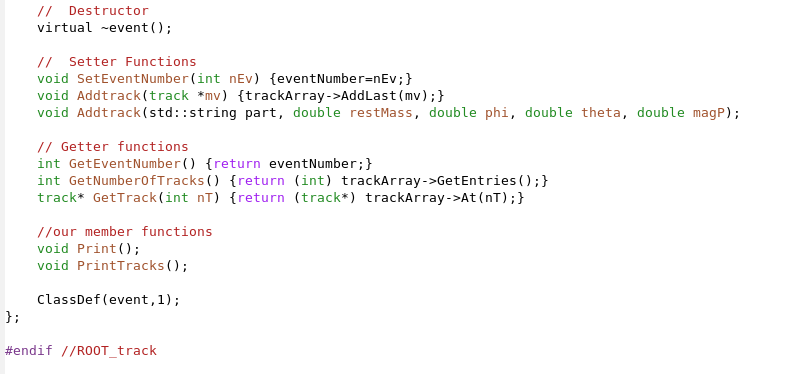 //  Destructor
virtual ~event();
//  Setter Functions
void SetEventNumber(int nEv) {eventNumber=nEv;}
void Addtrack(track *mv) {trackArray->AddLast(mv);}
void Addtrack(std::string part, double restMass, double phi, double theta, double magP);
// Getter functions
int GetEventNumber() {return eventNumber;}
int GetNumberOfTracks() {return (int) trackArray->GetEntries();}
track* GetTrack(int nT) {return (track*) trackArray->At(nT);}
//our member functions
void Print();
void PrintTracks();
ClassDef(event,1);
};
#endif //ROOT_track